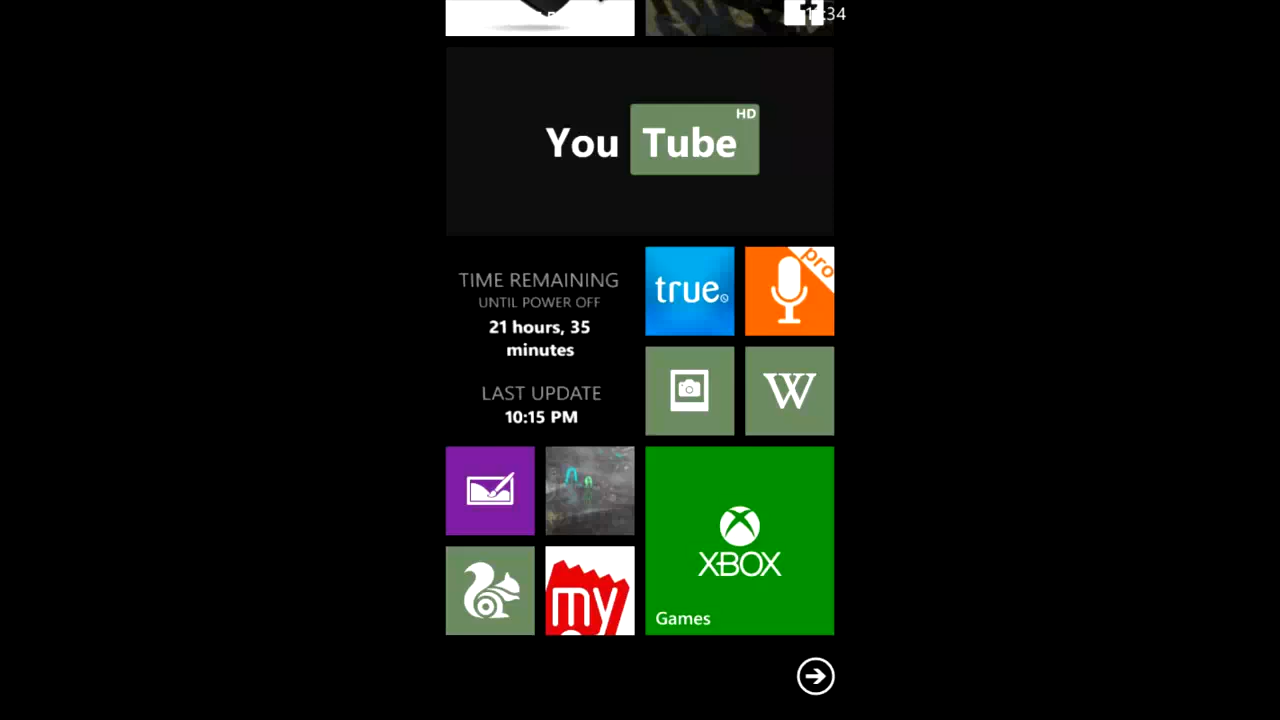 You Tube HD
TIME REMAINING
UNTIL POWER OFF
21 hours, 35
minutes
LAST UPDATE
10:15 PM
true
pro
W
my
XBOX
Games